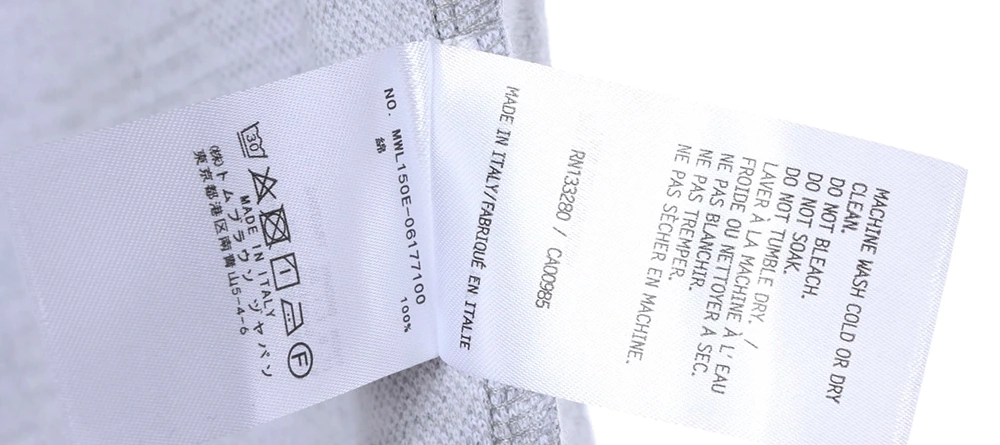 NO. MWL150E-06177100
綿 100%
30
F
MADE IN ITALY
(株)トムブラウン ジャパン
東京都港区南青山5-4-6
MACHINE WASH COLD OR DRY
CLEAN.
DO NOT BLEACH.
DO NOT SOAK.
DO NOT TUMBLE DRY. /
LAVER À LA MACHINE À L'EAU
FROIDE OU NETTOYER À SEC.
NE PAS BLANCHIR.
NE PAS TREMPER.
NE PAS SÈCHER EN MACHINE.
RN133280 / CA00985
MADE IN ITALY/FABRIQUÉ EN ITALIE